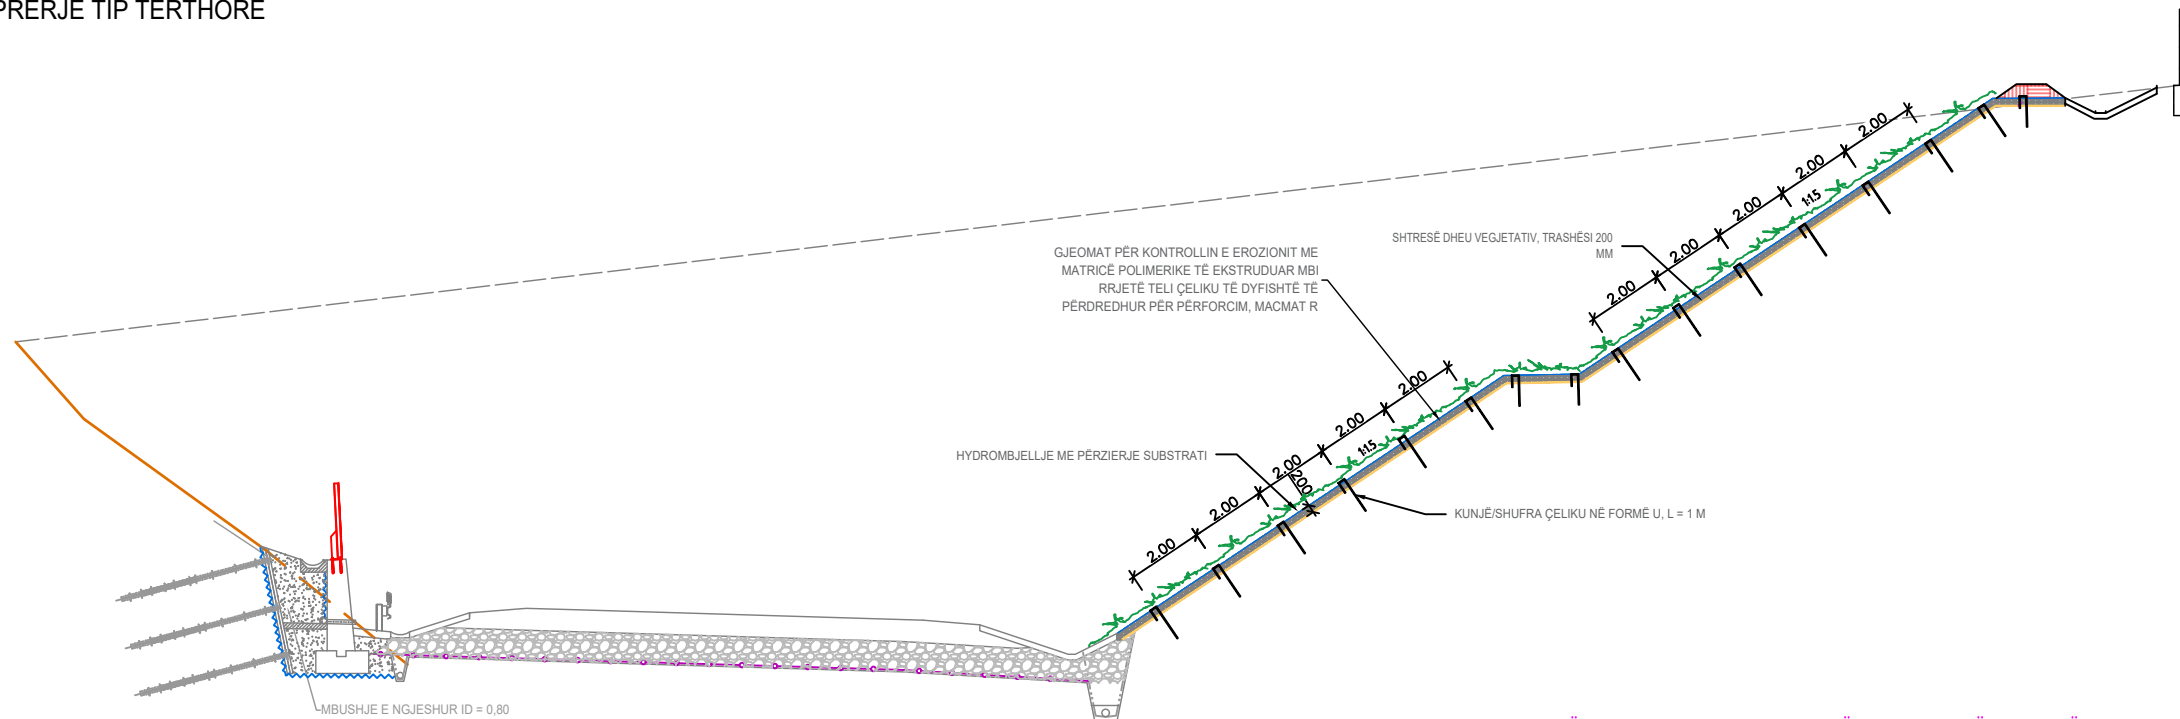 PRERJE TIP TERTHORE
GJEOMAT PËR KONTROLLIN E EROZIONIT ME
MATRICË POLIMERIKE TË EKSTRUDUAR MBI
RRJETË TELI ÇELIKU TË DYFISHTË TË
PËRDREDHUR PËR PËRFORCIM, MACMAT R
SHTRESË DHEU VEGJETATIV, TRASHËSI 200
MM
2.00
2.00
1:1.5
2.00
2.00
2.00
2.00
2.00
1:1.5
2.00
2.00
200
2.00
HYDROMBJELLJE ME PËRZIERJE SUBSTRATI
2.00
KUNJË/SHUFRA ÇELIKU NË FORMË U, L = 1 M
MBUSHJE E NGJESHUR ID = 0,80